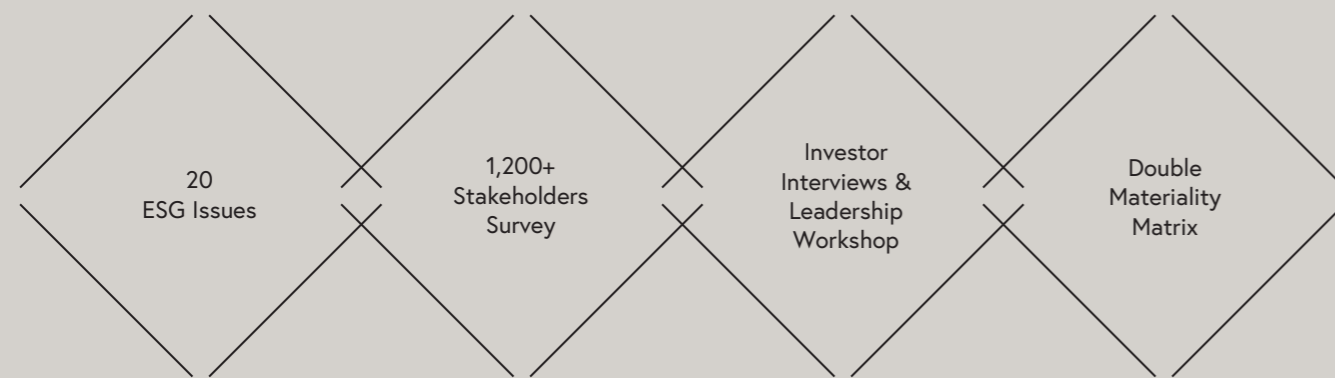 20
ESG Issues
1,200+
Stakeholders
Survey
Investor
Interviews &
Leadership
Workshop
Double
Materiality
Matrix